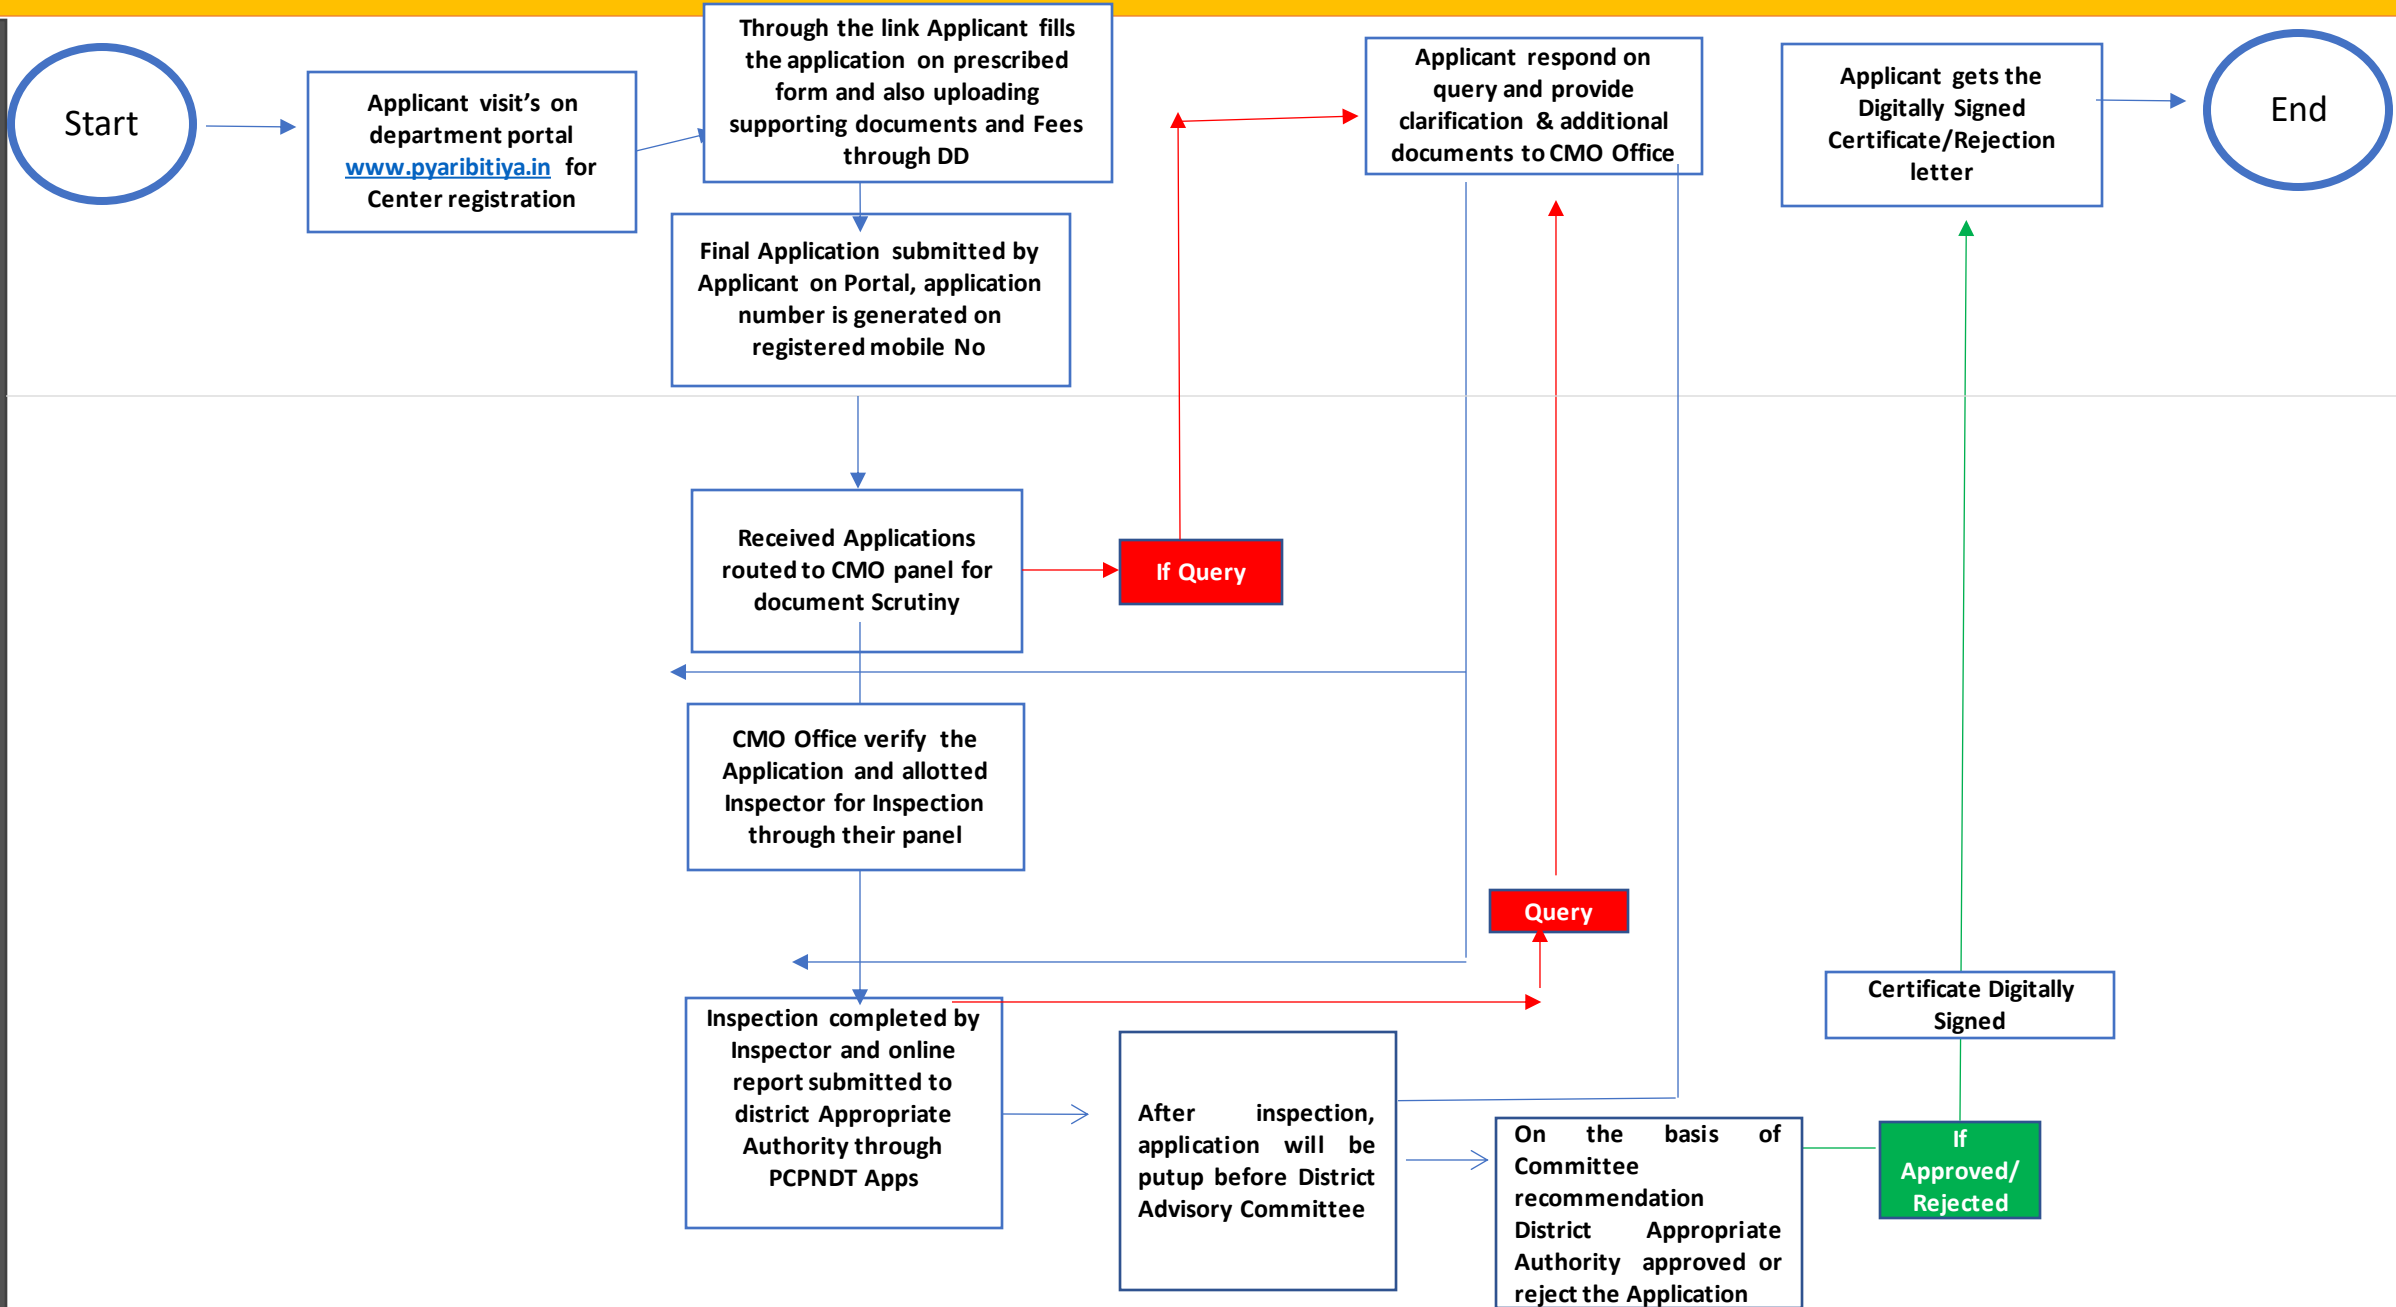 Start
Applicant visit's on
department portal
www.pyaribitiya.in for
Center registration
Through the link Applicant fills
the application on prescribed
form and also uploading
supporting documents and Fees
through DD
Final Application submitted by
Applicant on Portal, application
number is generated on
registered mobile No
Applicant respond on
query and provide
clarification & additional
documents to CMO Office
Applicant gets the
Digitally Signed
Certificate/Rejection
letter
End
Received Applications
routed to CMO panel for
document Scrutiny
If Query
CMO Office verify the
Application and allotted
Inspector for Inspection
through their panel
Query
Inspection completed by
Inspector and online
report submitted to
district Appropriate
Authority through
PCPNDT Apps
After inspection,
application will be
putup before District
Advisory Committee
On the basis of
Committee
recommendation
District Appropriate
Authority approved or
reject the Application
If
Approved/
Rejected
Certificate Digitally
Signed